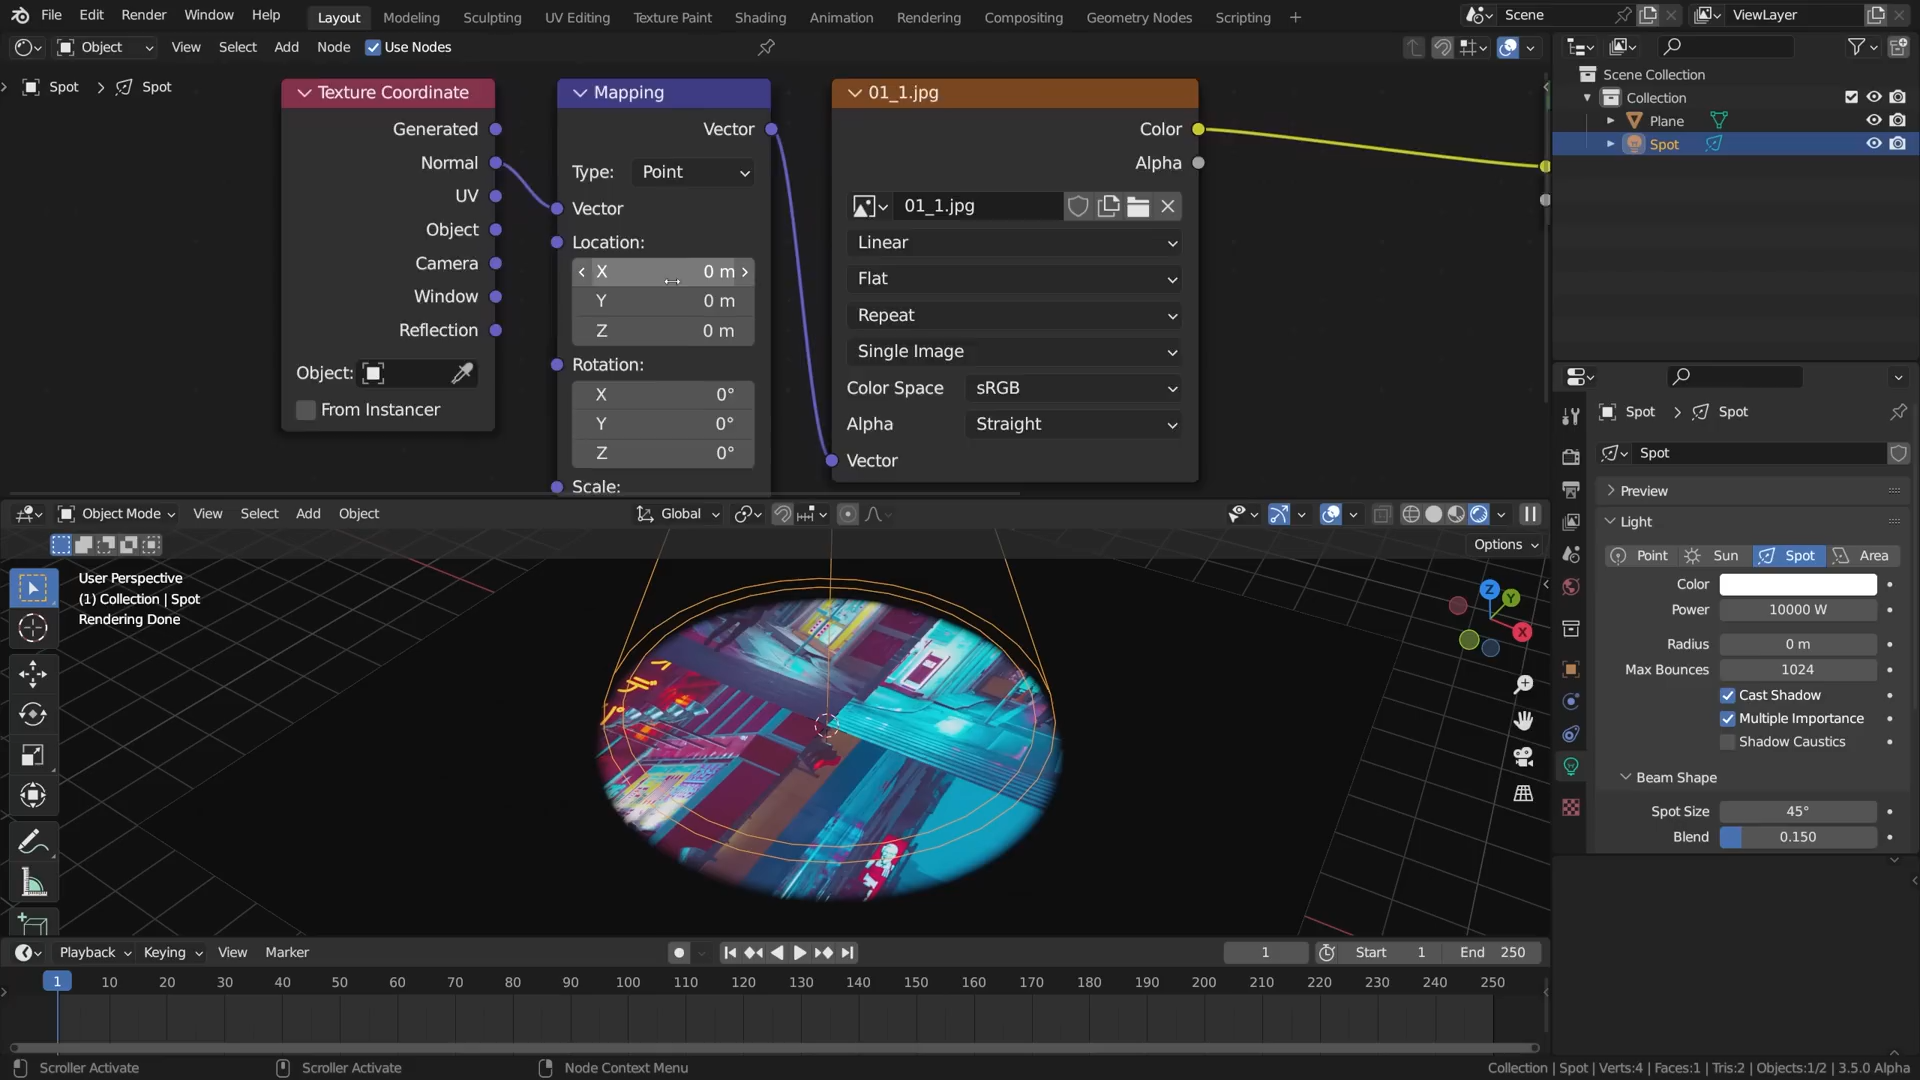 File Edit Render Window Help Layout Modeling Sculpting UV Editing Texture Paint Shading Animation Rendering Compositing Geometry Nodes Scripting + Scene ViewLayer
Object View Select Add Node Use Nodes
Spot > Spot
Texture Coordinate
Generated
Normal
UV
Object
Camera
Window
Reflection
Object:
From Instancer
Mapping
Vector
Type: Point
Vector
Location:
X 0 m
Y 0 m
Z 0 m
Rotation:
X 0°
Y 0°
Z 0°
Scale:
01_1.jpg
Color
Alpha
01_1.jpg
Linear
Flat
Repeat
Single Image
Color Space sRGB
Alpha Straight
Vector
Scene Collection
Collection
Plane
Spot
Spot > Spot
Spot
Preview
Light
Point Sun Spot Area
Color
Power 10000 W
Radius 0 m
Max Bounces 1024
Cast Shadow
Multiple Importance
Shadow Caustics
Beam Shape
Spot Size 45°
Blend 0.150
Object Mode View Select Add Object Global
Options
User Perspective
(1) Collection | Spot
Rendering Done
Z
Y
X
Playback Keying View Marker 1 Start 1 End 250
1 10 20 30 40 50 60 70 80 90 100 110 120 130 140 150 160 170 180 190 200 210 220 230 240 250
Scroller Activate Scroller Activate Node Context Menu Collection | Spot | Verts:4 | Faces:1 | Tris:2 | Objects:1/2 | 3.5.0 Alpha